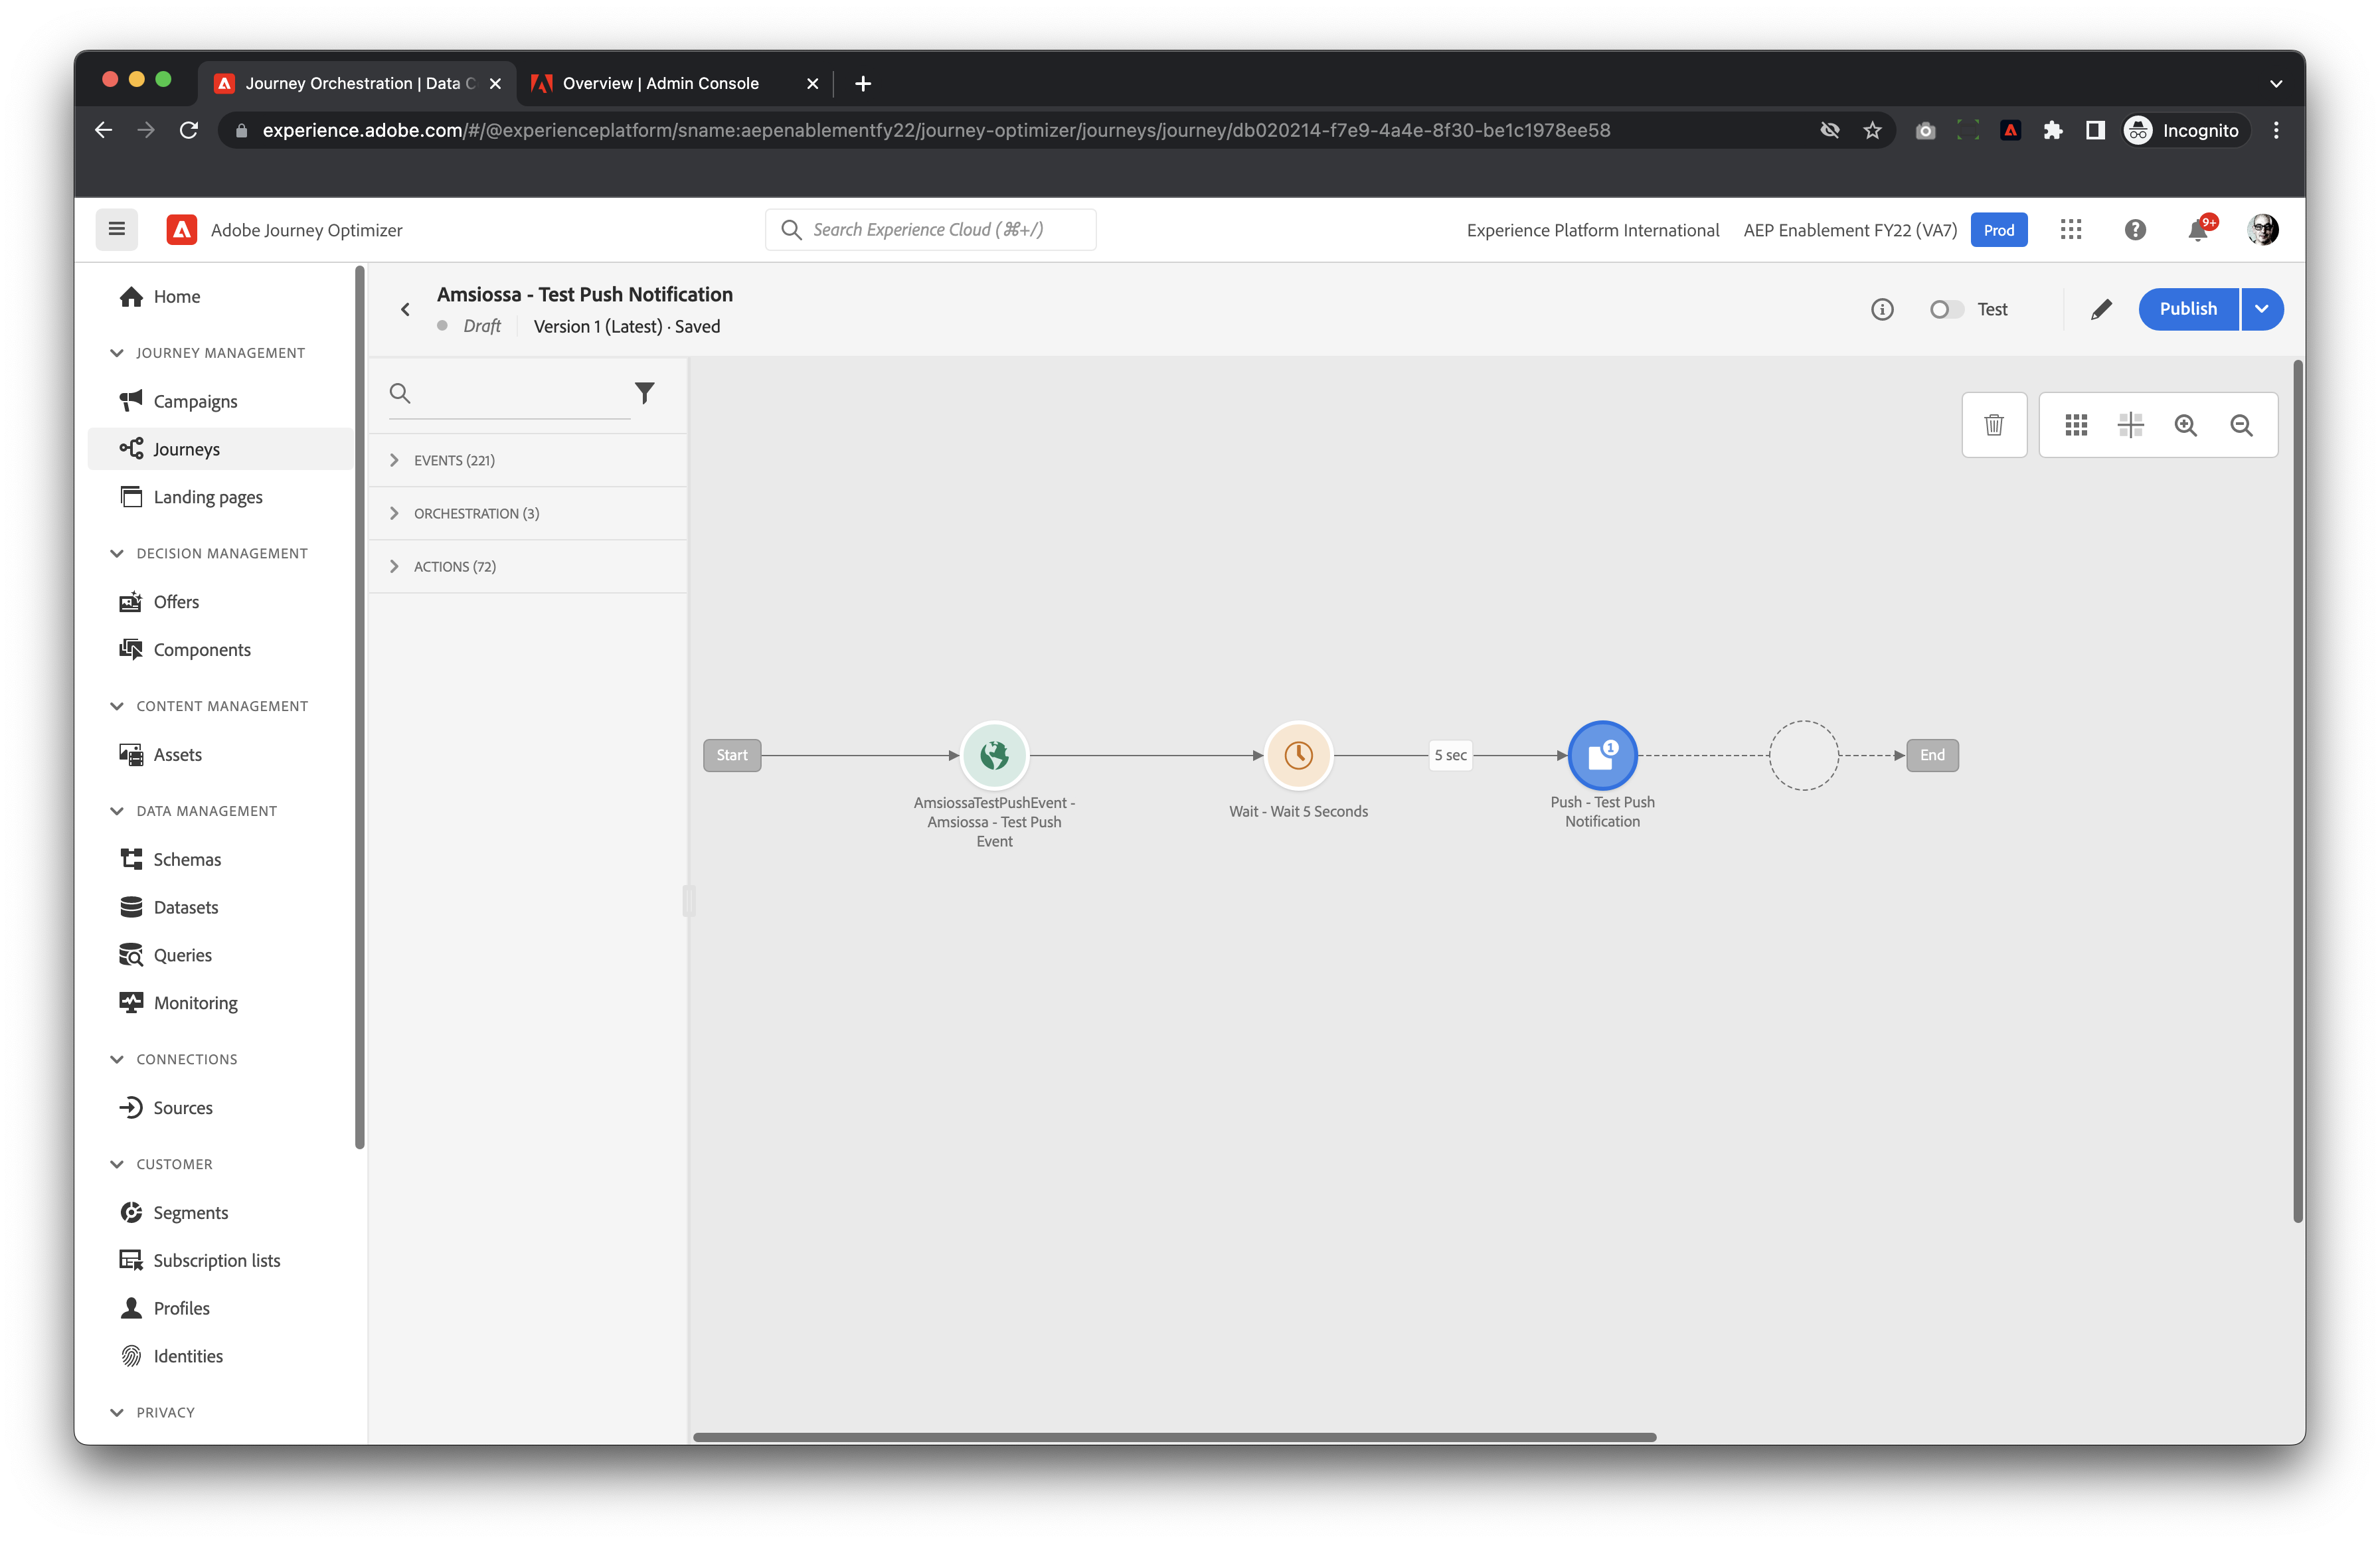 Journey Orchestration | Data C
Overview | Admin Console
experience.adobe.com/#/@experienceplatform/sname:aepenablementfy22/journey-optimizer/journeys/journey/db020214-f7e9-4a4e-8f30-be1c1978ee58
Incognito
Adobe Journey Optimizer
Search Experience Cloud (⌘+/)
Experience Platform International
AEP Enablement FY22 (VA7)
Prod
9+
Home
JOURNEY MANAGEMENT
Campaigns
Journeys
Landing pages
DECISION MANAGEMENT
Offers
Components
CONTENT MANAGEMENT
Assets
DATA MANAGEMENT
Schemas
Datasets
Queries
Monitoring
CONNECTIONS
Sources
CUSTOMER
Segments
Subscription lists
Profiles
Identities
PRIVACY
Amsiossa - Test Push Notification
Draft
Version 1 (Latest) · Saved
Test
Publish
EVENTS (221)
ORCHESTRATION (3)
ACTIONS (72)
Start
AmsiossaTestPushEvent -
Amsiossa - Test Push
Event
Wait - Wait 5 Seconds
5 sec
1
Push - Test Push
Notification
End